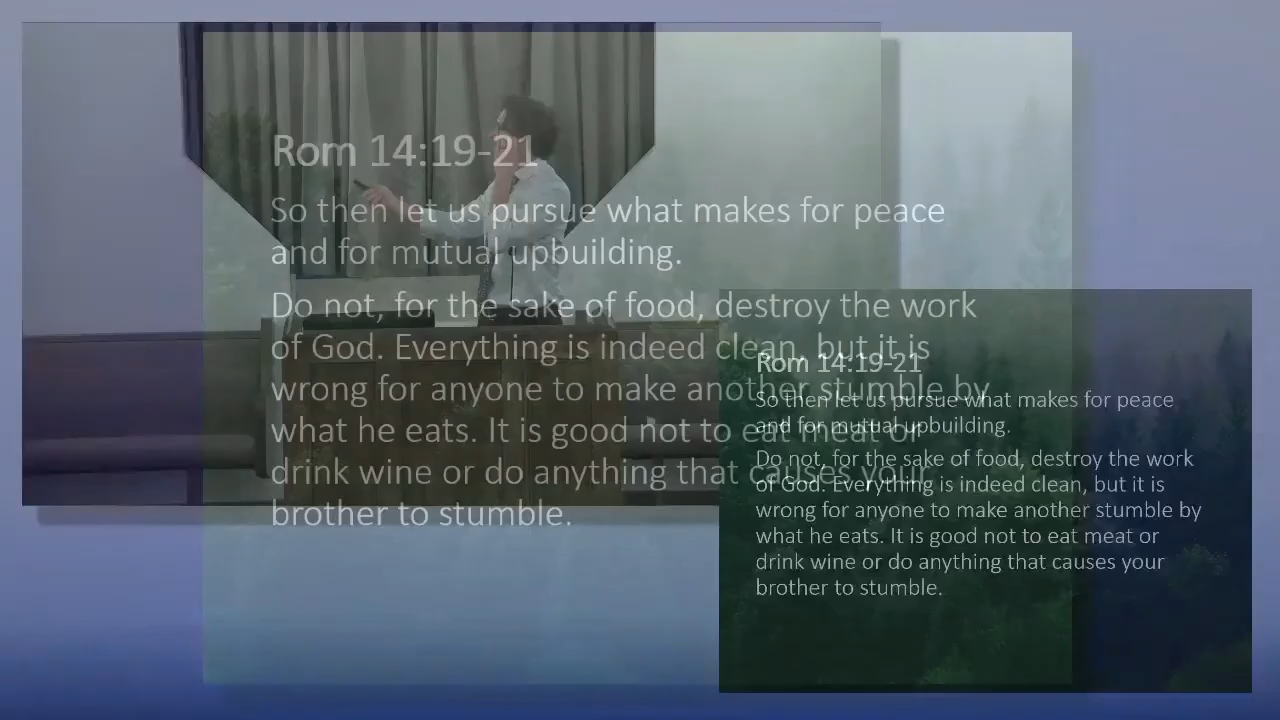 Rom 14:19-21
So then let us pursue what makes for peace
and for mutual upbuilding.
Do not, for the sake of food, destroy the work
of God. Everything is indeed clean, but it is
wrong for anyone to make another stumble by
what he eats. It is good not to eat meat or
drink wine or do anything that causes your
brother to stumble.
Rom 14:19-21
So then let us pursue what makes for peace
and for mutual upbuilding.
Do not, for the sake of food, destroy the work
of God. Everything is indeed clean, but it is
wrong for anyone to make another stumble by
what he eats. It is good not to eat meat or
drink wine or do anything that causes your
brother to stumble.